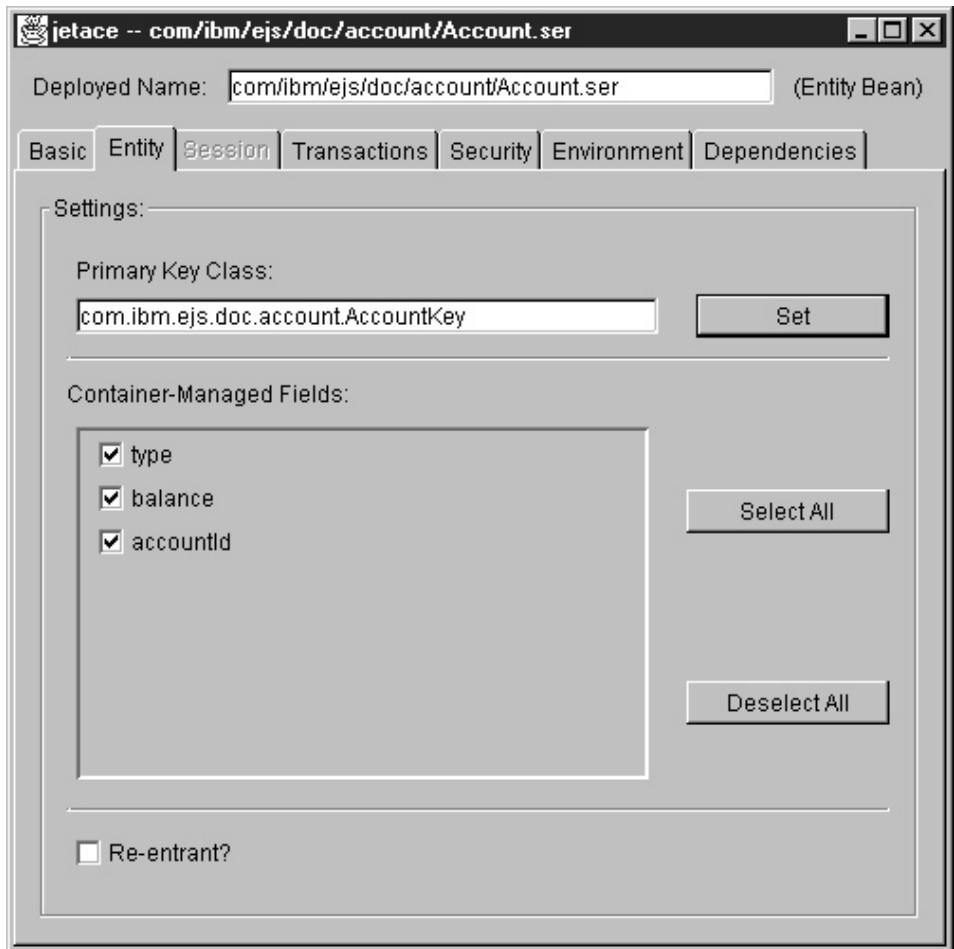 jetace -- com/ibm/ejs/doc/account/Account.ser
Deployed Name: com/ibm/ejs/doc/account/Account.ser (Entity Bean)
Basic Entity Session Transactions Security Environment Dependencies
Settings:
Primary Key Class:
com.ibm.ejs.doc.account.AccountKey Set
Container-Managed Fields:
type
balance
accountId
Select All
Deselect All
Re-entrant?